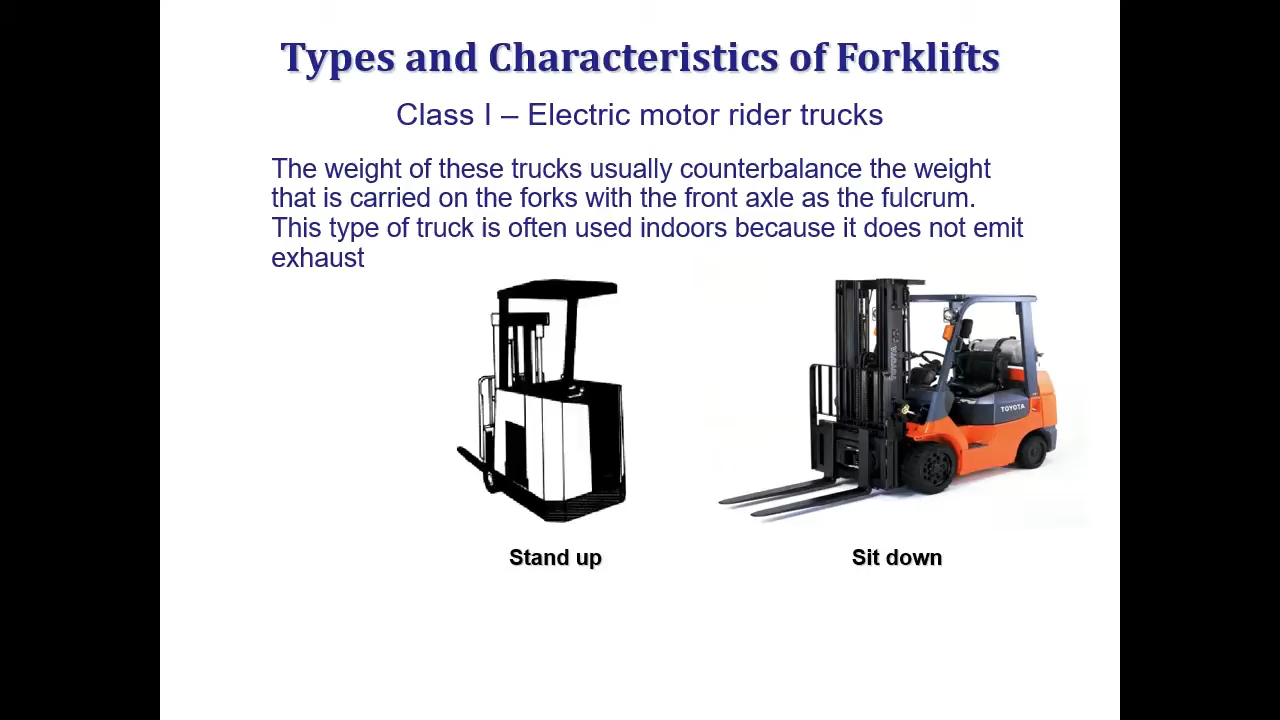 Types and Characteristics of Forklifts
Class I – Electric motor rider trucks
The weight of these trucks usually counterbalance the weight
that is carried on the forks with the front axle as the fulcrum.
This type of truck is often used indoors because it does not emit
exhaust
TOYOTA
TOYOTA
Stand up
Sit down